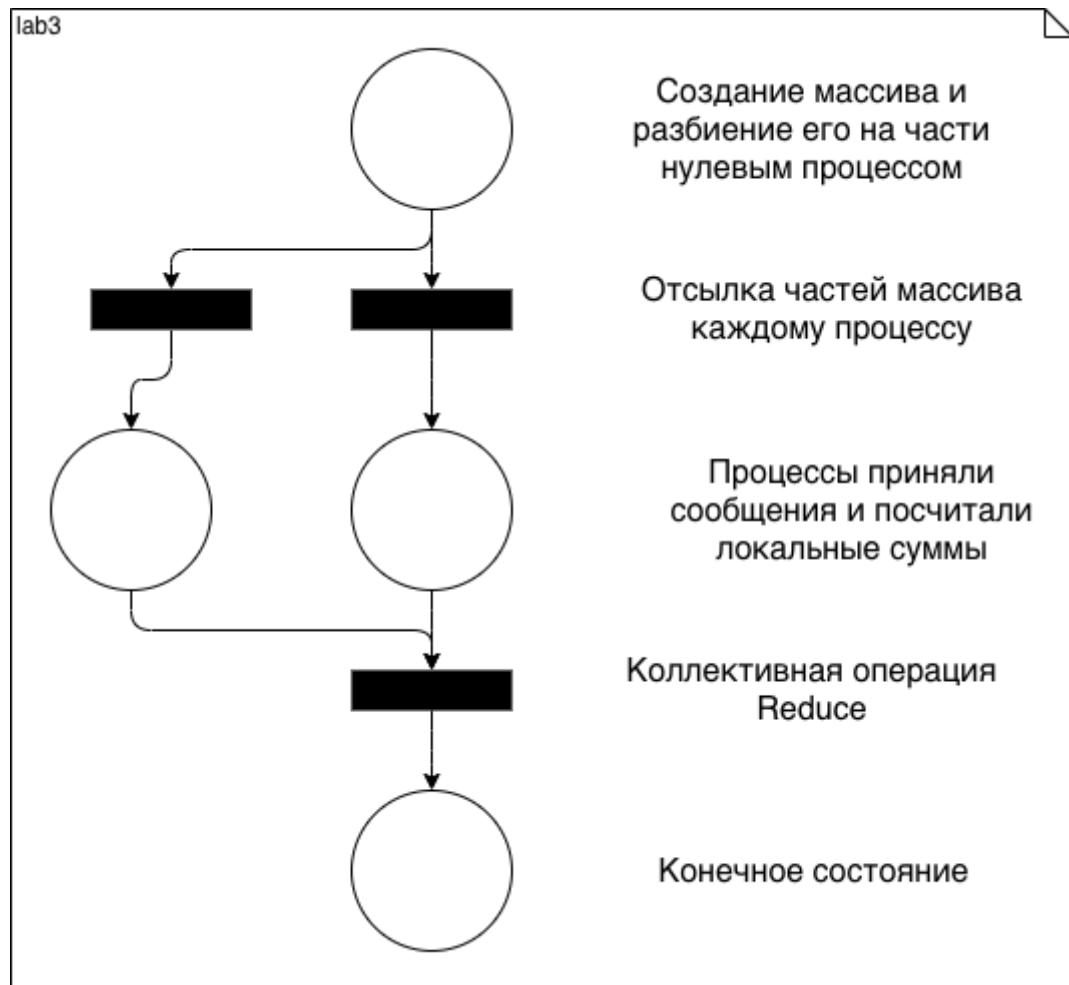 lab3
Создание массива и
разбиение его на части
нулевым процессом
Отсылка частей массива
каждому процессу
Процессы приняли
сообщения и посчитали
локальные суммы
Коллективная операция
Reduce
Конечное состояние